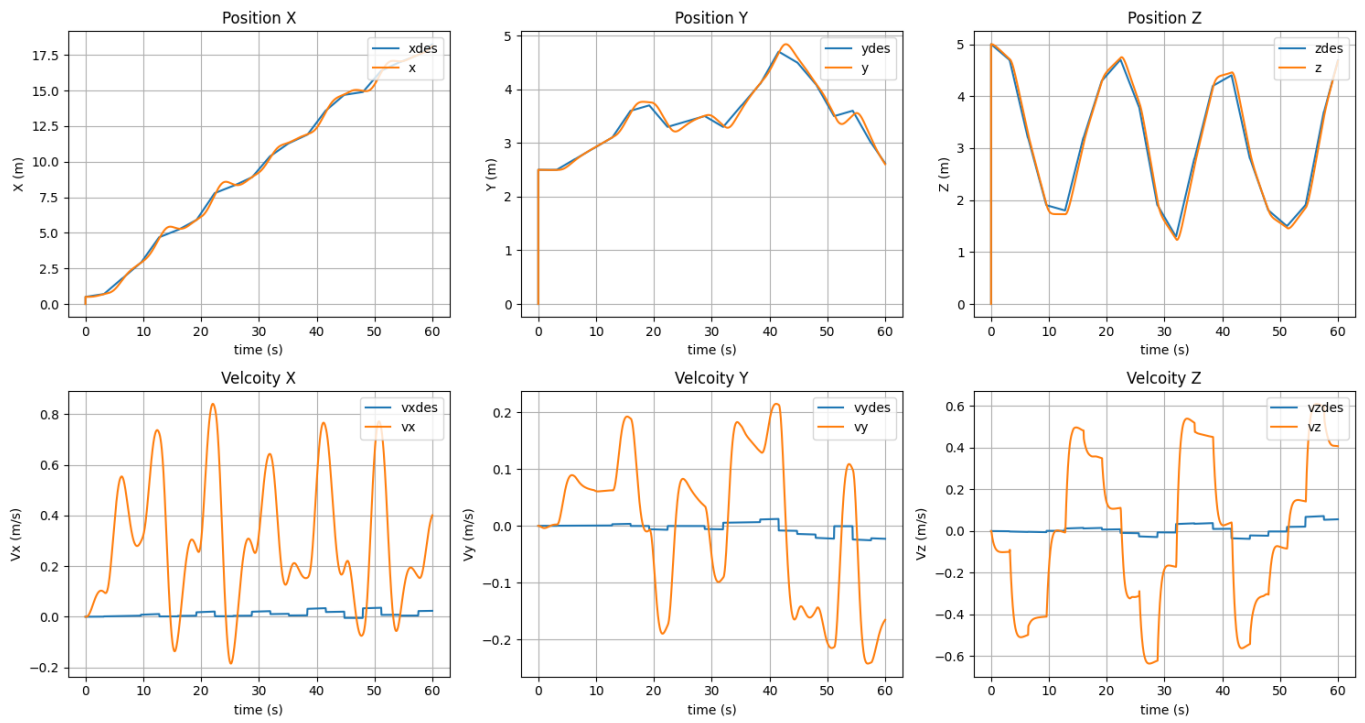 Position X
17.5
15.0
12.5
10.0
7.5
5.0
2.5
0.0
X (m)
xdes
x
0 10 20 30 40 50 60
time (s)
Position Y
5
4
3
2
1
0
Y (m)
ydes
y
0 10 20 30 40 50 60
time (s)
Position Z
5
4
3
2
1
0
Z (m)
zdes
z
0 10 20 30 40 50 60
time (s)
Velcoity X
0.8
0.6
0.4
0.2
0.0
−0.2
Vx (m/s)
vxdes
vx
0 10 20 30 40 50 60
time (s)
Velcoity Y
0.2
0.1
0.0
−0.1
−0.2
Vy (m/s)
vydes
vy
0 10 20 30 40 50 60
time (s)
Velcoity Z
0.6
0.4
0.2
0.0
−0.2
−0.4
−0.6
Vz (m/s)
vzdes
vz
0 10 20 30 40 50 60
time (s)